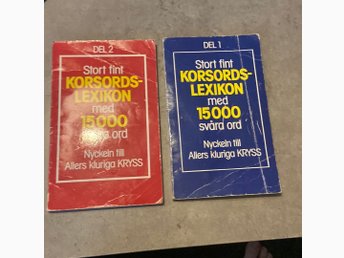 DEL 2
Stort fint
KORSORDS-
LEXIKON
med
15000
svåra ord
Nyckeln till
Allers kluriga KRYSS
DEL 1
Stort fint
KORSORDS-
LEXIKON
med
15000
svåra ord
Nyckeln till
Allers kluriga KRYSS